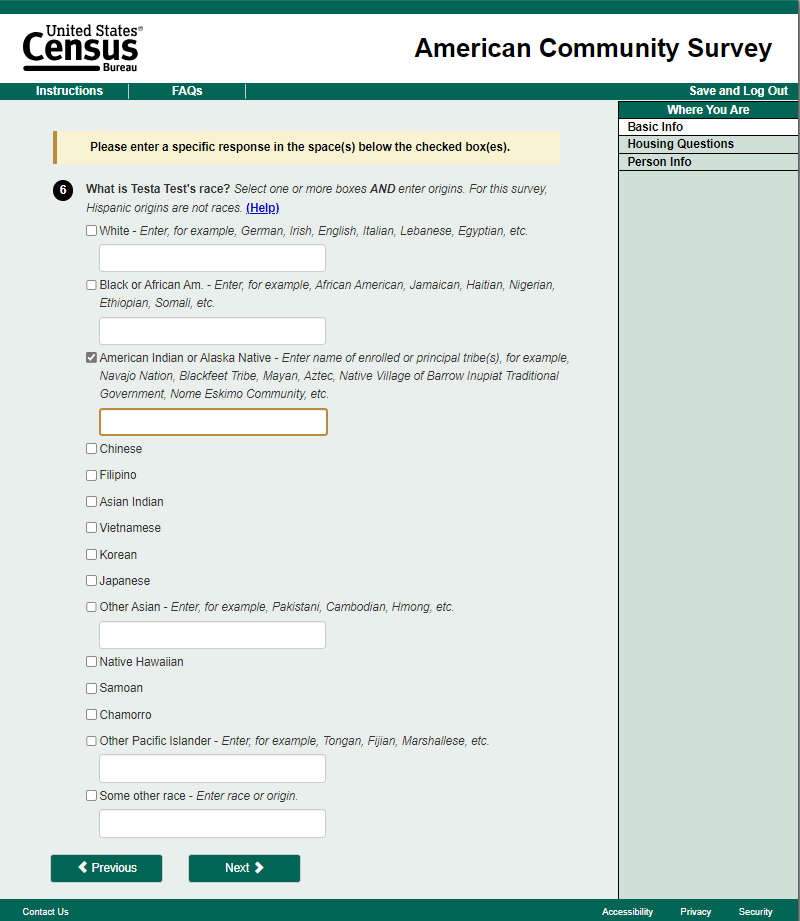 United States®
Census
Bureau
American Community Survey
Instructions
FAQs
Save and Log Out
Where You Are
Basic Info
Housing Questions
Person Info
Please enter a specific response in the space(s) below the checked box(es).
6 What is Testa Test's race? Select one or more boxes AND enter origins. For this survey,
Hispanic origins are not races. (Help)
White - Enter, for example, German, Irish, English, Italian, Lebanese, Egyptian, etc.
Black or African Am. - Enter, for example, African American, Jamaican, Haitian, Nigerian,
Ethiopian, Somali, etc.
American Indian or Alaska Native - Enter name of enrolled or principal tribe(s), for example,
Navajo Nation, Blackfeet Tribe, Mayan, Aztec, Native Village of Barrow Inupiat Traditional
Government, Nome Eskimo Community, etc.
Chinese
Filipino
Asian Indian
Vietnamese
Korean
Japanese
Other Asian - Enter, for example, Pakistani, Cambodian, Hmong, etc.
Native Hawaiian
Samoan
Chamorro
Other Pacific Islander - Enter, for example, Tongan, Fijian, Marshallese, etc.
Some other race - Enter race or origin.
Previous
Next
Contact Us
Accessibility
Privacy
Security